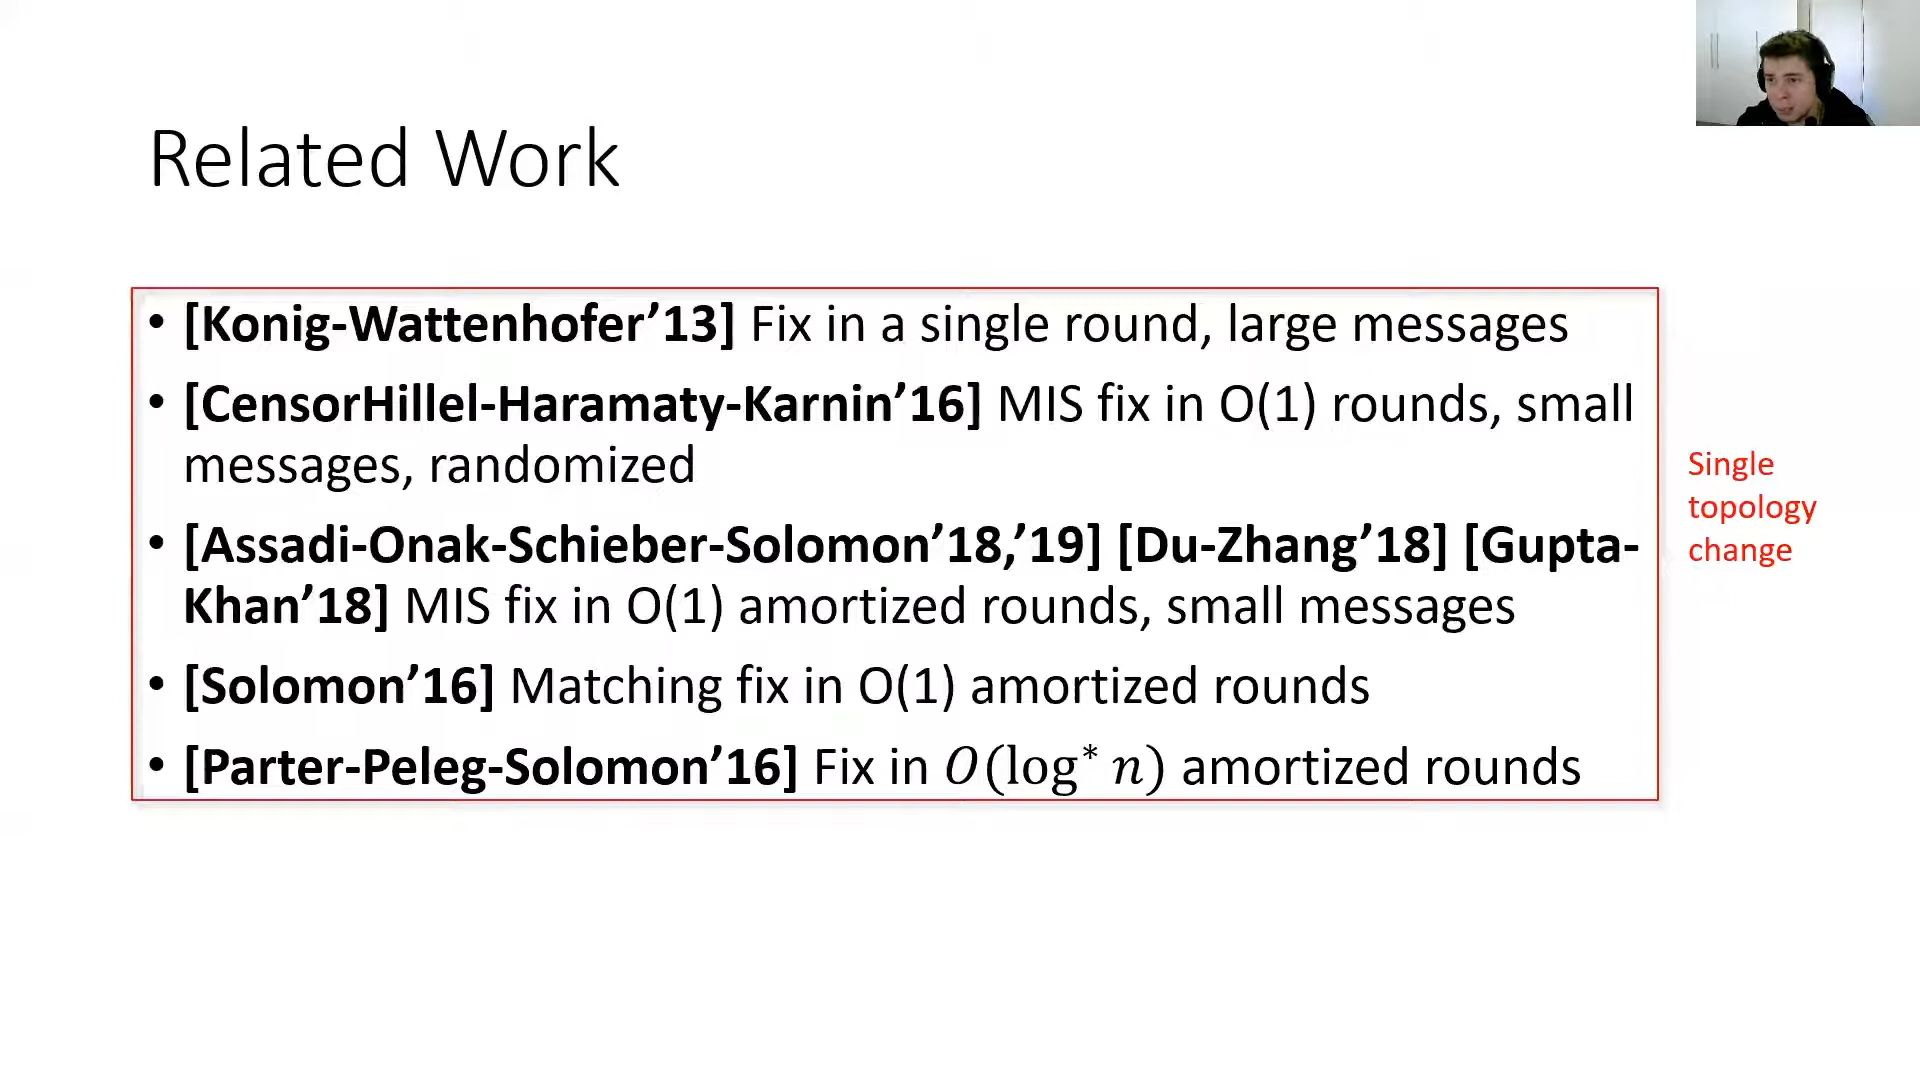 Related Work
• [Konig-Wattenhofer’13] Fix in a single round, large messages
• [CensorHillel-Haramaty-Karnin’16] MIS fix in O(1) rounds, small
messages, randomized
• [Assadi-Onak-Schieber-Solomon’18,’19] [Du-Zhang’18] [Gupta-
Khan’18] MIS fix in O(1) amortized rounds, small messages
• [Solomon’16] Matching fix in O(1) amortized rounds
• [Parter-Peleg-Solomon’16] Fix in O(log* n) amortized rounds
Single
topology
change